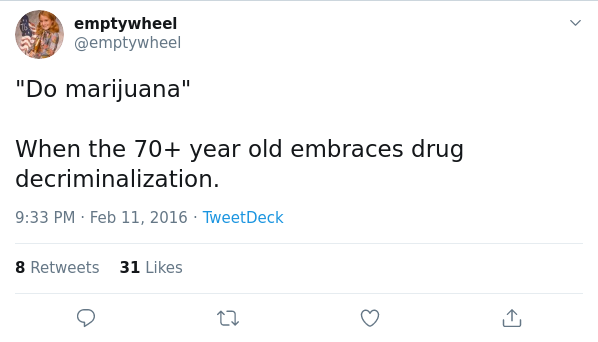 emptywheel
@emptywheel
"Do marijuana"
When the 70+ year old embraces drug
decriminalization.
9:33 PM · Feb 11, 2016 · TweetDeck
8 Retweets 31 Likes